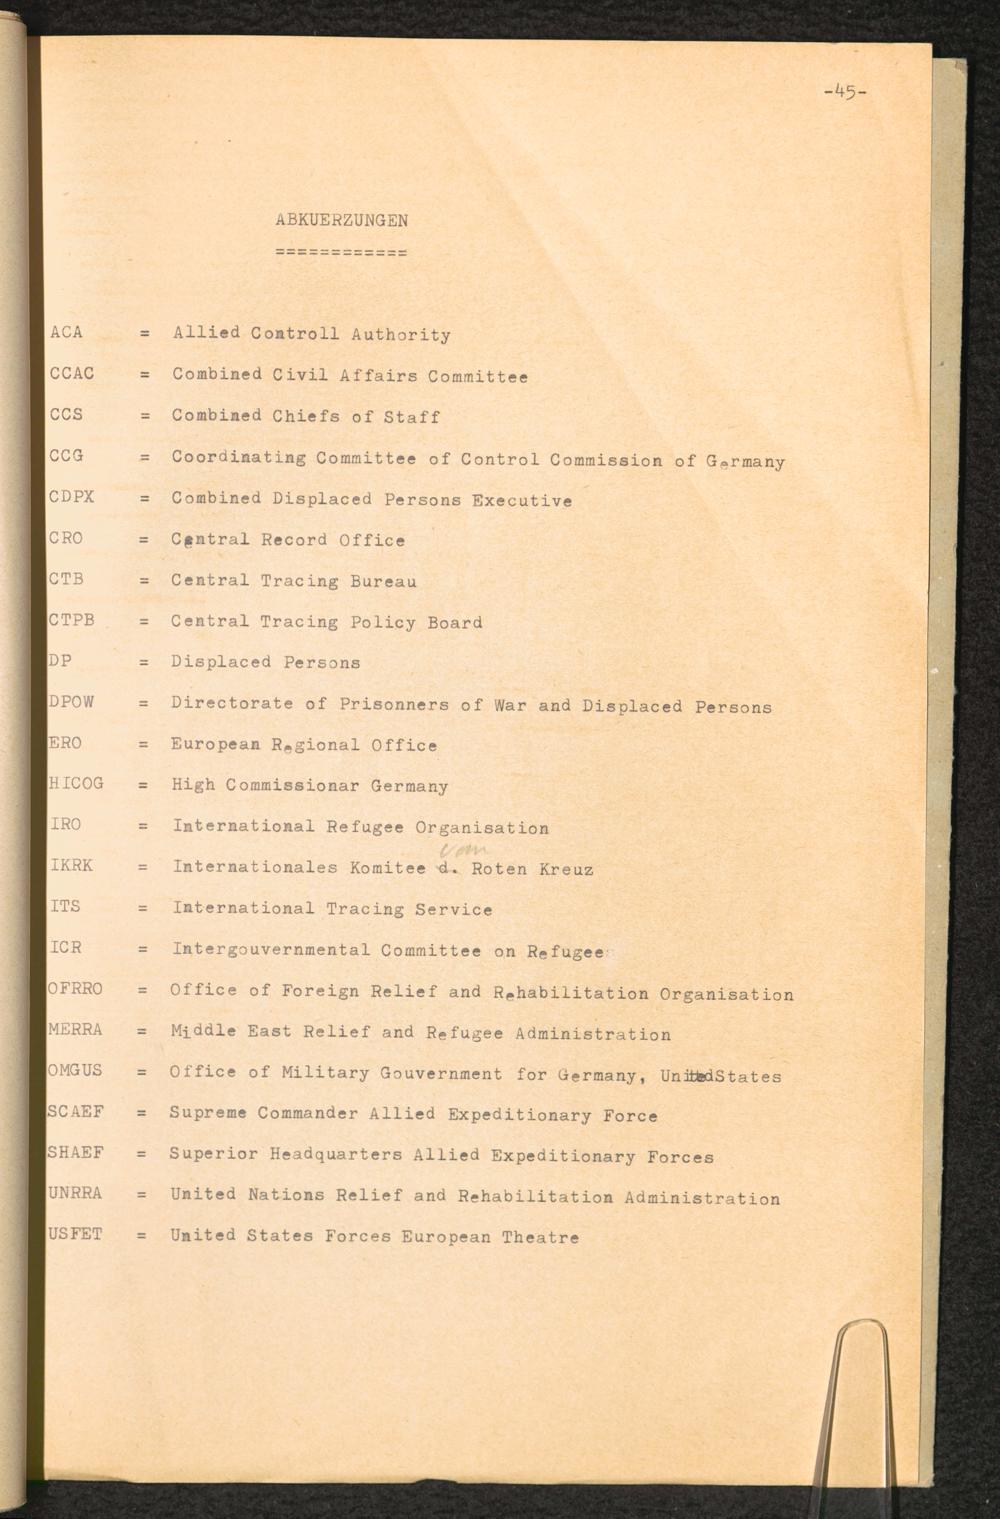 -45-
ABKUERZUNGEN
============
ACA = Allied Controll Authority
CCAC = Combined Civil Affairs Committee
CCS = Combined Chiefs of Staff
CCG = Coordinating Committee of Control Commission of Germany
CDPX = Combined Displaced Persons Executive
CRO = Central Record Office
CTB = Central Tracing Bureau
CTPB = Central Tracing Policy Board
DP = Displaced Persons
DPOW = Directorate of Prisonners of War and Displaced Persons
ERO = European Regional Office
HICOG = High Commissionar Germany
IRO = International Refugee Organisation
vom
IKRK = Internationales Komitee d. Roten Kreuz
ITS = International Tracing Service
ICR = Intergouvernmental Committee on Refugees
OFRRO = Office of Foreign Relief and Rehabilitation Organisation
MERRA = Middle East Relief and Refugee Administration
OMGUS = Office of Military Gouvernment for Germany, United States
SCAEF = Supreme Commander Allied Expeditionary Force
SHAEF = Superior Headquarters Allied Expeditionary Forces
UNRRA = United Nations Relief and Rehabilitation Administration
USFET = United States Forces European Theatre